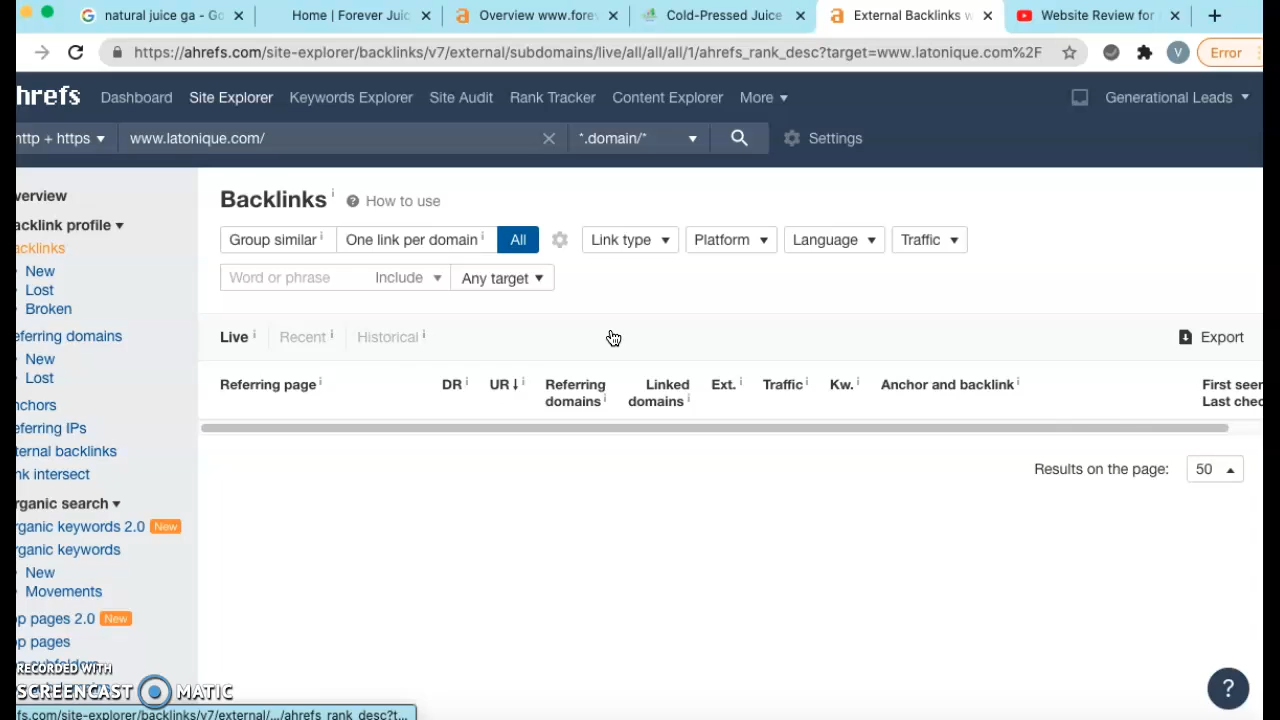 natural juice ga - Go
Home | Forever Juic
Overview www.fore
Cold-Pressed Juice
External Backlinks w
Website Review for
https://ahrefs.com/site-explorer/backlinks/v7/external/subdomains/live/all/all/all/1/ahrefs_rank_desc?target=www.latonique.com%2F
V
Error
hrefs
Dashboard
Site Explorer
Keywords Explorer
Site Audit
Rank Tracker
Content Explorer
More
Generational Leads
ttp + https
www.latonique.com/
*.domain/*
Settings
verview
acklink profile
acklinks
New
Lost
Broken
eferring domains
New
Lost
nchors
eferring IPs
ternal backlinks
nk intersect
rganic search
rganic keywords 2.0 New
rganic keywords
New
Movements
op pages 2.0 New
op pages
Backlinks
How to use
Group similar
One link per domain
All
Link type
Platform
Language
Traffic
Word or phrase
Include
Any target
Live
Recent
Historical
Export
Referring page
DR
UR
Referring domains
Linked domains
Ext.
Traffic
Kw.
Anchor and backlink
First seen
Last chec
Results on the page:
50
?
RECORDED WITH
SCREENCAST MATIC
fs.com/site-explorer/backlinks/v7/external/.../ahrefs_rank_desc?t...